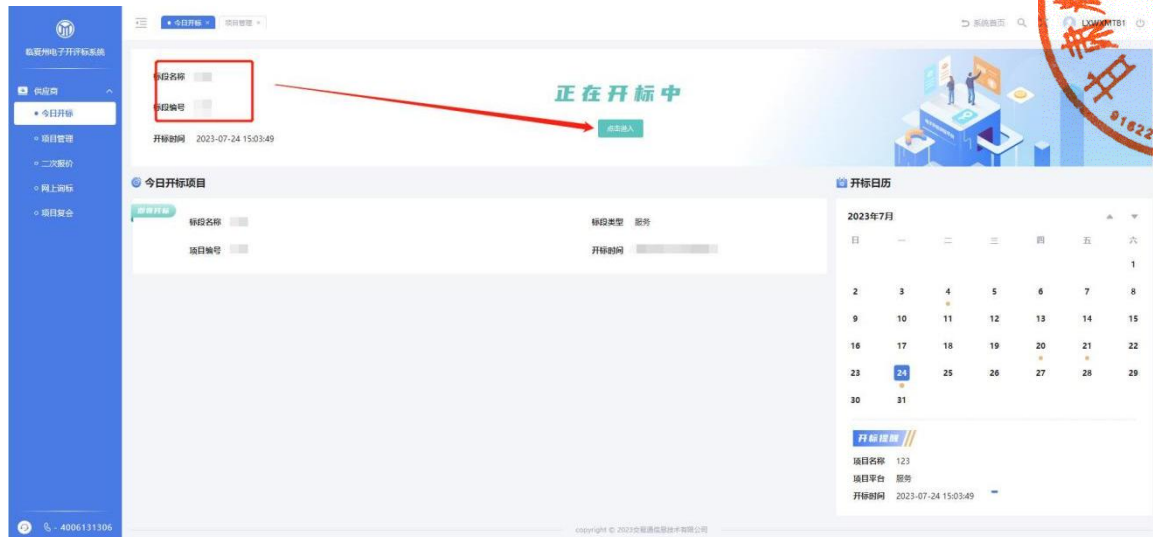 临夏州电子开评标系统
供应商
今日开标
项目管理
二次报价
网上询标
项目复会
- 4006131306
今日开标 ×
项目管理 ×
系统首页
LXWXMTB1
标段名称
标段编号
开标时间 2023-07-24 15:03:49
正在开标中
点击进入
今日开标项目
即将开标
标段名称
标段类型 服务
项目编号
开标时间
开标日历
2023年7月
日 一 二 三 四 五 六
1
2 3 4 5 6 7 8
9 10 11 12 13 14 15
16 17 18 19 20 21 22
23 24 25 26 27 28 29
30 31
开标提醒
项目名称 123
项目平台 服务
开标时间 2023-07-24 15:03:49
91622